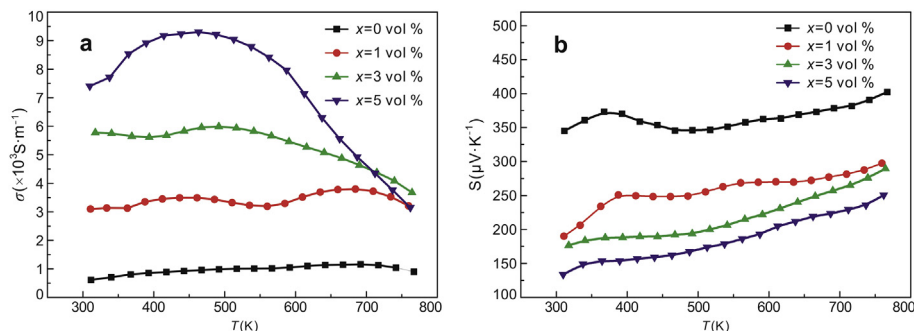 a
x=0 vol %
x=1 vol %
x=3 vol %
x=5 vol %
σ(×10³S·m⁻¹)
10
9
8
7
6
5
4
3
2
1
0
300 400 500 600 700 800
T(K)
b
x=0 vol %
x=1 vol %
x=3 vol %
x=5 vol %
S(μV·K⁻¹)
500
450
400
350
300
250
200
150
100
300 400 500 600 700 800
T(K)